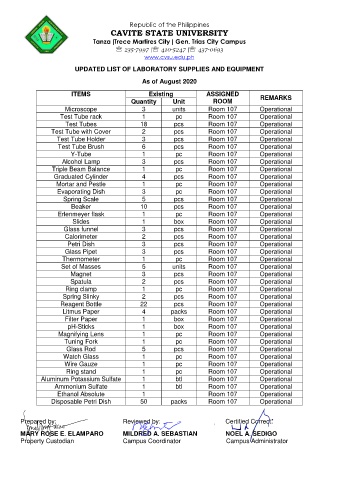 Republic of the Philippines
CAVITE STATE UNIVERSITY
Tanza |Trece Martires City | Gen. Trias City Campus
☏ 235-7997 |☏ 410-5247 |☏ 437-0693
www.cvsu.edu.ph
UPDATED LIST OF LABORATORY SUPPLIES AND EQUIPMENT
As of August 2020
ITEMS Existing ASSIGNED ROOM REMARKS
Quantity Unit
Microscope 3 units Room 107 Operational
Test Tube rack 1 pc Room 107 Operational
Test Tubes 18 pcs Room 107 Operational
Test Tube with Cover 2 pcs Room 107 Operational
Test Tube Holder 3 pcs Room 107 Operational
Test Tube Brush 6 pcs Room 107 Operational
Y-Tube 1 pc Room 107 Operational
Alcohol Lamp 3 pcs Room 107 Operational
Triple Beam Balance 1 pc Room 107 Operational
Graduated Cylinder 4 pcs Room 107 Operational
Mortar and Pestle 1 pc Room 107 Operational
Evaporating Dish 3 pc Room 107 Operational
Spring Scale 5 pcs Room 107 Operational
Beaker 10 pcs Room 107 Operational
Erlenmeyer flask 1 pc Room 107 Operational
Slides 1 box Room 107 Operational
Glass funnel 3 pcs Room 107 Operational
Calorimeter 2 pcs Room 107 Operational
Petri Dish 3 pcs Room 107 Operational
Glass Pipet 3 pcs Room 107 Operational
Thermometer 1 pc Room 107 Operational
Set of Masses 5 units Room 107 Operational
Magnet 3 pcs Room 107 Operational
Spatula 2 pcs Room 107 Operational
Ring clamp 1 pc Room 107 Operational
Spring Slinky 2 pcs Room 107 Operational
Reagent Bottle 22 pcs Room 107 Operational
Litmus Paper 4 packs Room 107 Operational
Filter Paper 1 box Room 107 Operational
pH-Sticks 1 box Room 107 Operational
Magnifying Lens 1 pc Room 107 Operational
Tuning Fork 1 pc Room 107 Operational
Glass Rod 5 pcs Room 107 Operational
Watch Glass 1 pc Room 107 Operational
Wire Gauze 1 pc Room 107 Operational
Ring stand 1 pc Room 107 Operational
Aluminum Potassium Sulfate 1 btl Room 107 Operational
Ammonium Sulfate 1 btl Room 107 Operational
Ethanol Absolute 1 Room 107 Operational
Disposable Petri Dish 50 packs Room 107 Operational
Prepared by: Reviewed by: Certified Correct:
MARY ROSE E. ELAMPARO MILDRED A. SEBASTIAN NOEL A. SEDIGO
Property Custodian Campus Coordinator Campus Administrator